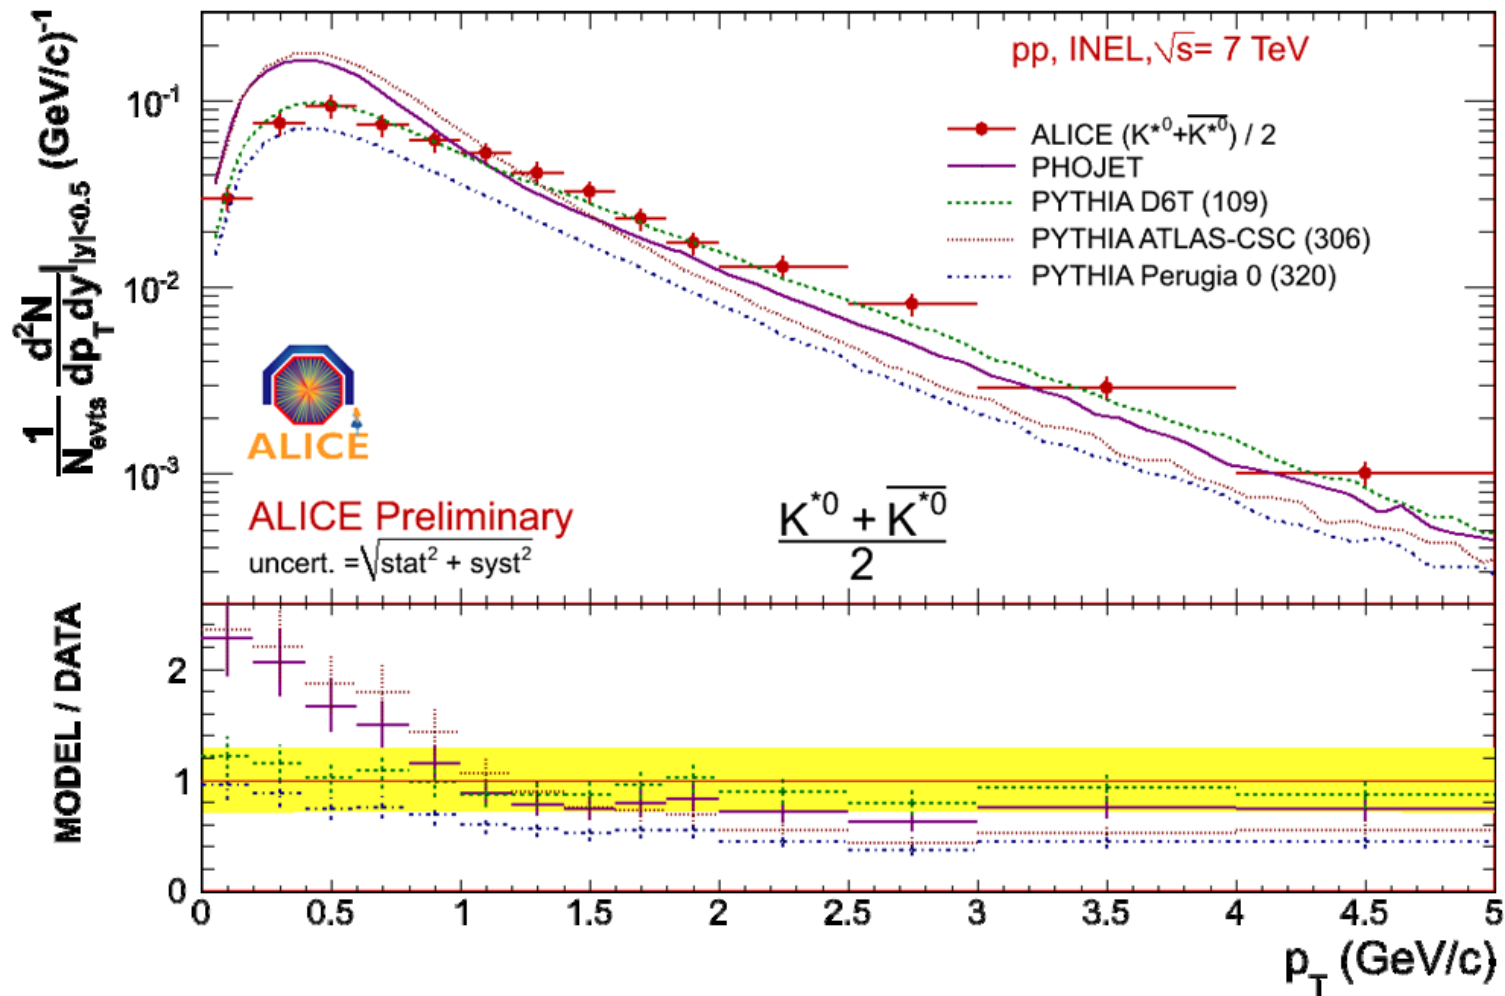 pp, INEL, √s= 7 TeV
ALICE (K*⁰+K̅*⁰) / 2
PHOJET
PYTHIA D6T (109)
PYTHIA ATLAS-CSC (306)
PYTHIA Perugia 0 (320)
1/N_evts d²N/dp_T dy| |y|<0.5 (GeV/c)⁻¹
10⁻¹
10⁻²
10⁻³
ALICE
ALICE Preliminary
uncert. =√stat² + syst²
K*⁰ + K̅*⁰
2
MODEL / DATA
2
1
0
0 0.5 1 1.5 2 2.5 3 3.5 4 4.5 5
p_T (GeV/c)